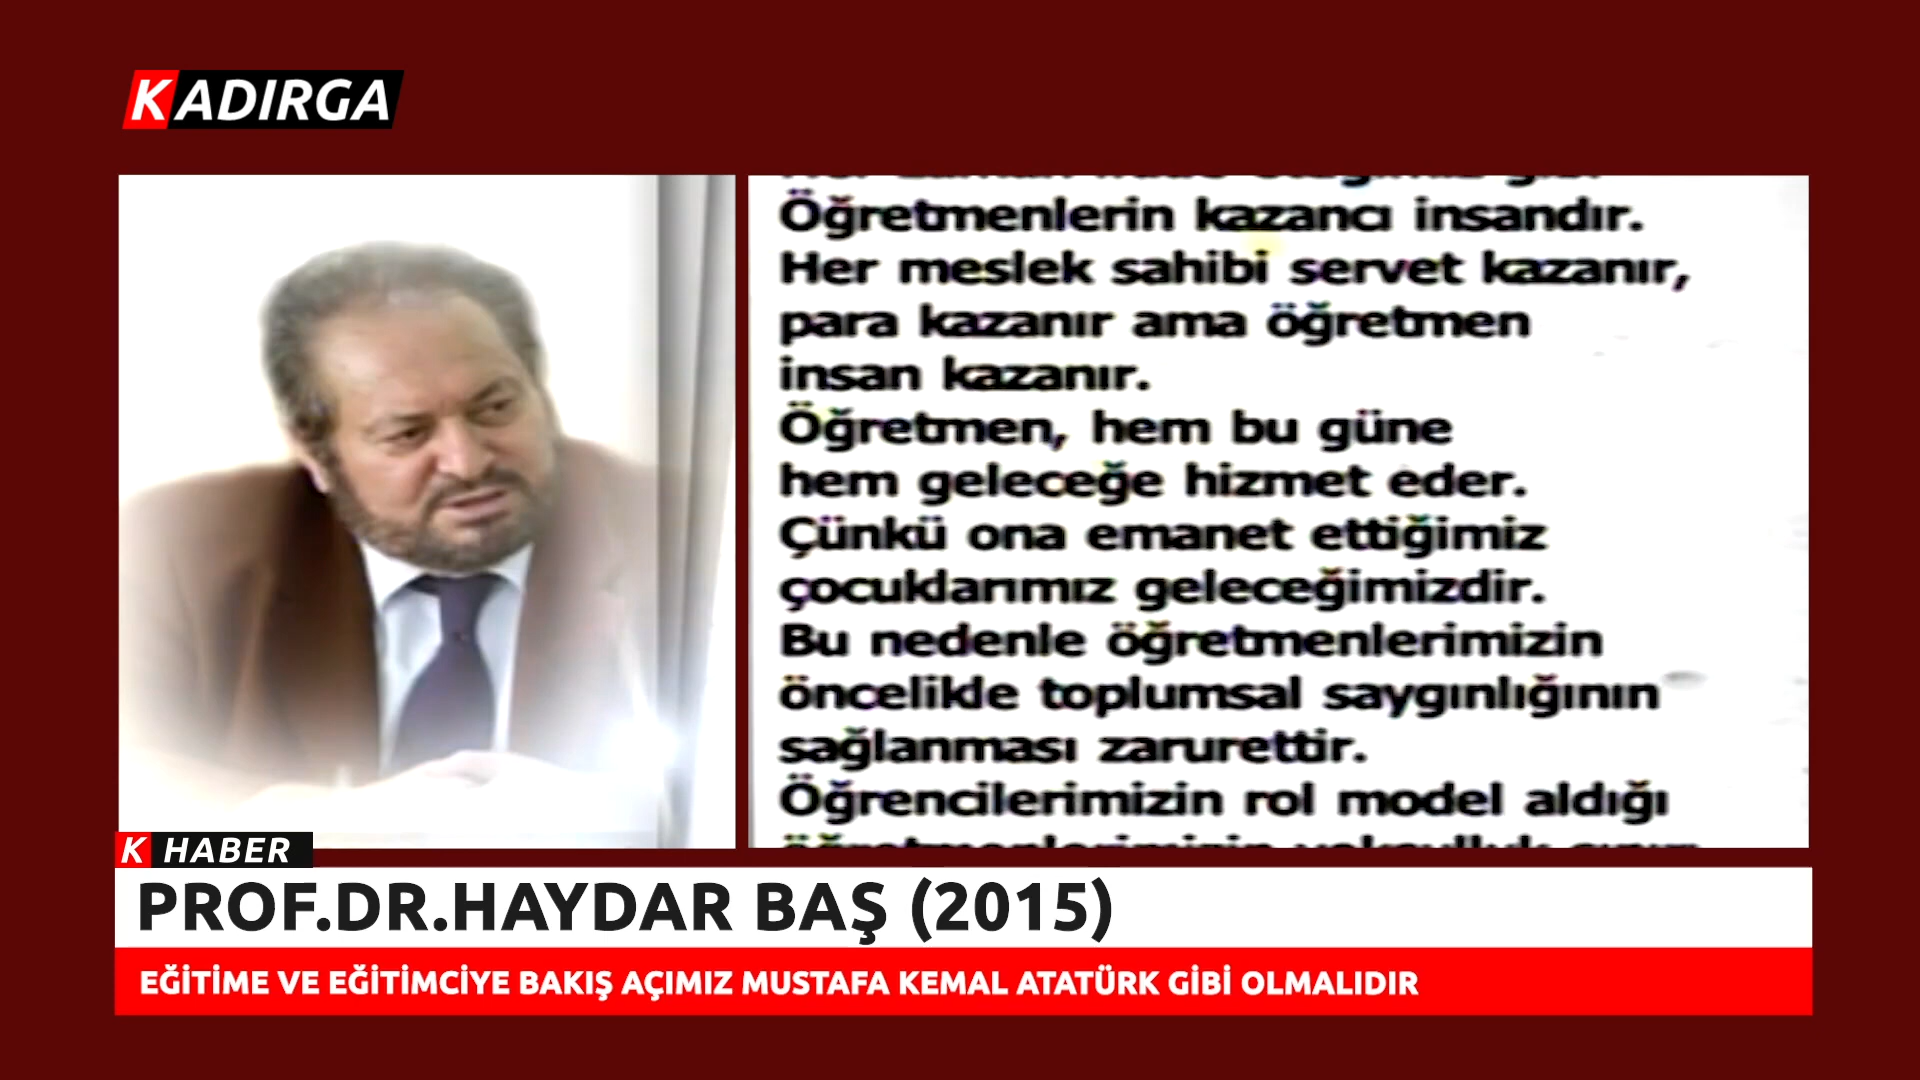 KADIRGA
Öğretmenlerin kazancı insandır.
Her meslek sahibi servet kazanır,
para kazanır ama öğretmen
insan kazanır.
Öğretmen, hem bu güne
hem geleceğe hizmet eder.
Çünkü ona emanet ettiğimiz
çocuklarımız geleceğimizdir.
Bu nedenle öğretmenlerimizin
öncelikle toplumsal saygınlığının
sağlanması zarurettir.
Öğrencilerimizin rol model aldığı
K HABER
PROF.DR.HAYDAR BAŞ (2015)
EĞİTİME VE EĞİTİMCİYE BAKIŞ AÇIMIZ MUSTAFA KEMAL ATATÜRK GİBİ OLMALIDIR